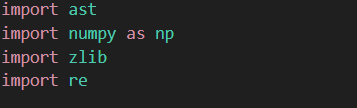 import ast
import numpy as np
import zlib
import re